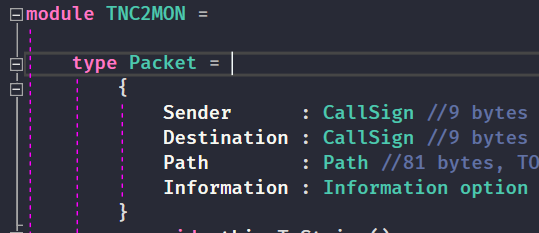 module TNC2MON =
type Packet =
{
Sender : CallSign //9 bytes
Destination : CallSign //9 bytes
Path : Path //81 bytes, TO
Information : Information option
}